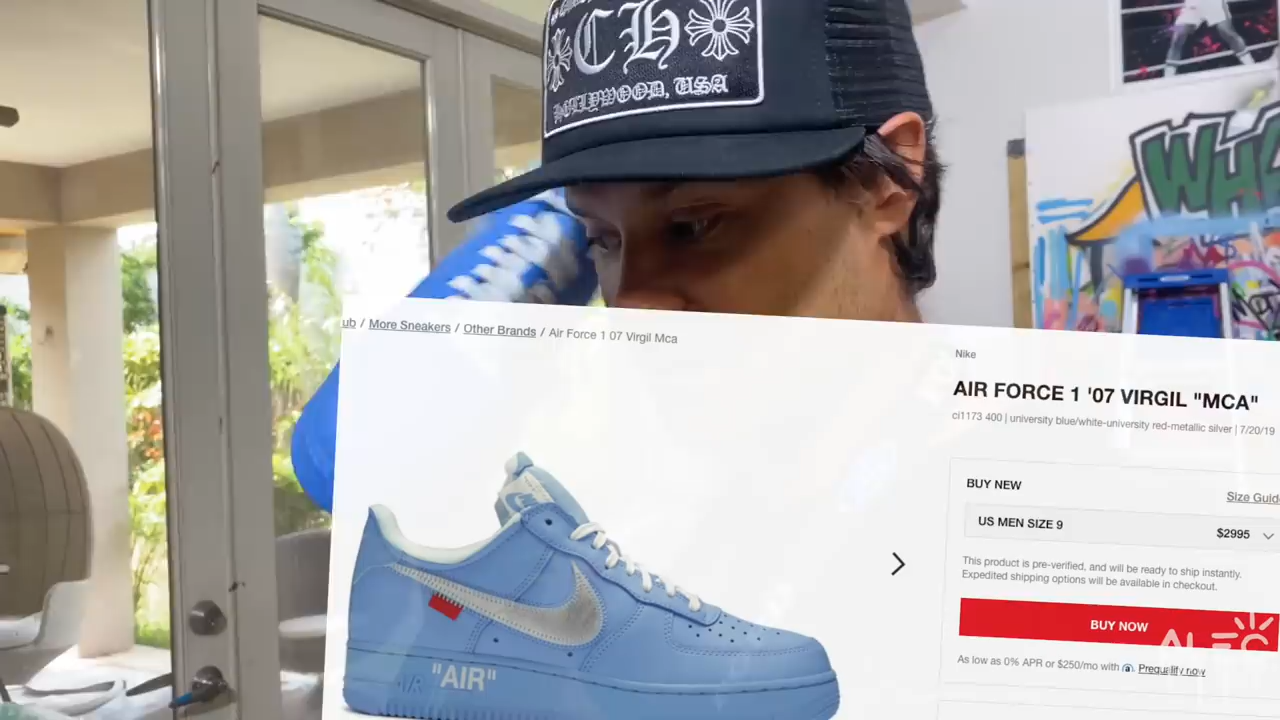 CH
HOLLYWOOD, USA
ub / More Sneakers / Other Brands / Air Force 1 07 Virgil Mca
Nike
AIR FORCE 1 '07 VIRGIL "MCA"
ci1173 400 | university blue/white-university red-metallic silver | 7/20/19
BUY NEW
Size Guid
US MEN SIZE 9
$2995
This product is pre-verified, and will be ready to ship instantly.
Expedited shipping options will be available in checkout.
BUY NOW
As low as 0% APR or $250/mo with Prequalify now
"AIR"
AIR